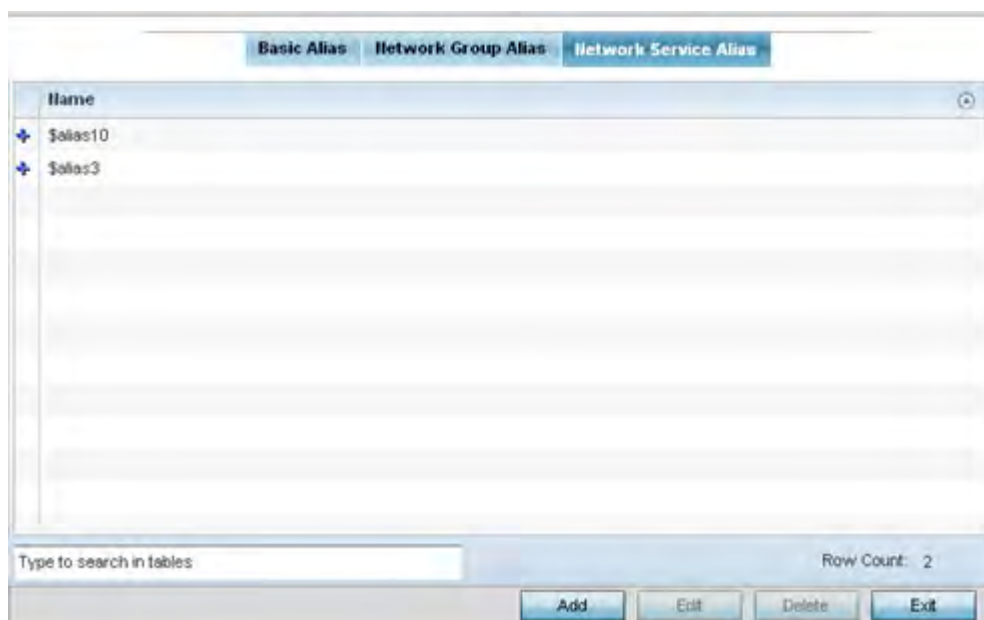 Basic Alias Network Group Alias Network Service Alias
Name
$alias10
$alias3
Type to search in tables Row Count: 2
Add Edit Delete Exit